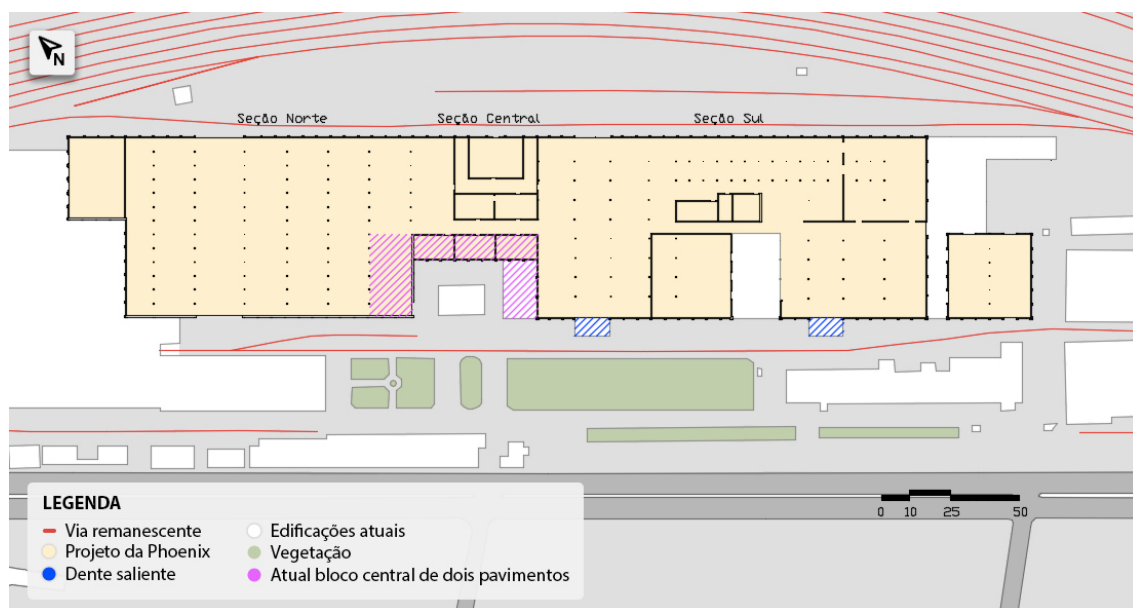 N
Seção Norte
Seção Central
Seção Sul
LEGENDA
Via remanescente
Projeto da Phoenix
Dente saliente
Edificações atuais
Vegetação
Atual bloco central de dois pavimentos
0 10 25 50